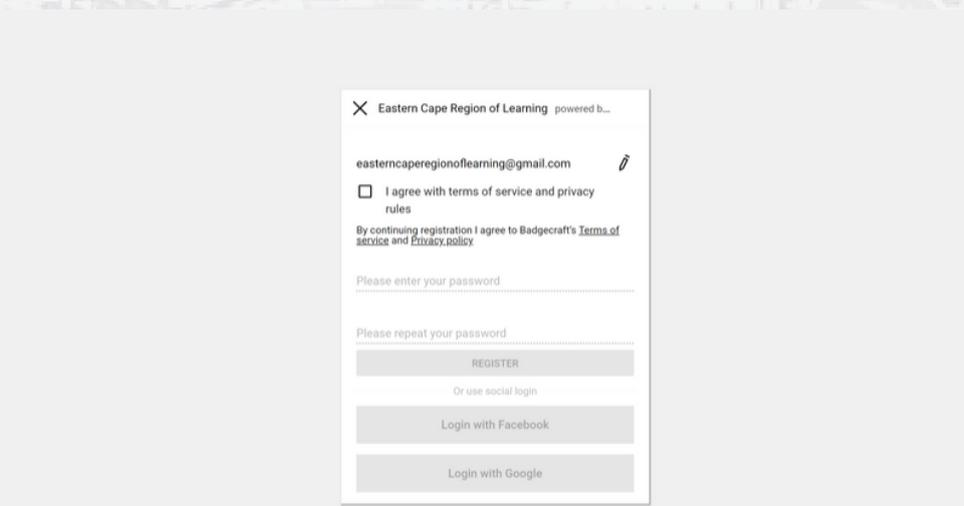 Eastern Cape Region of Learning powered b...
easterncaperegionoflearning@gmail.com
I agree with terms of service and privacy
rules
By continuing registration I agree to Badgecraft's Terms of
service and Privacy policy
Please enter your password
Please repeat your password
REGISTER
Or use social login
Login with Facebook
Login with Google